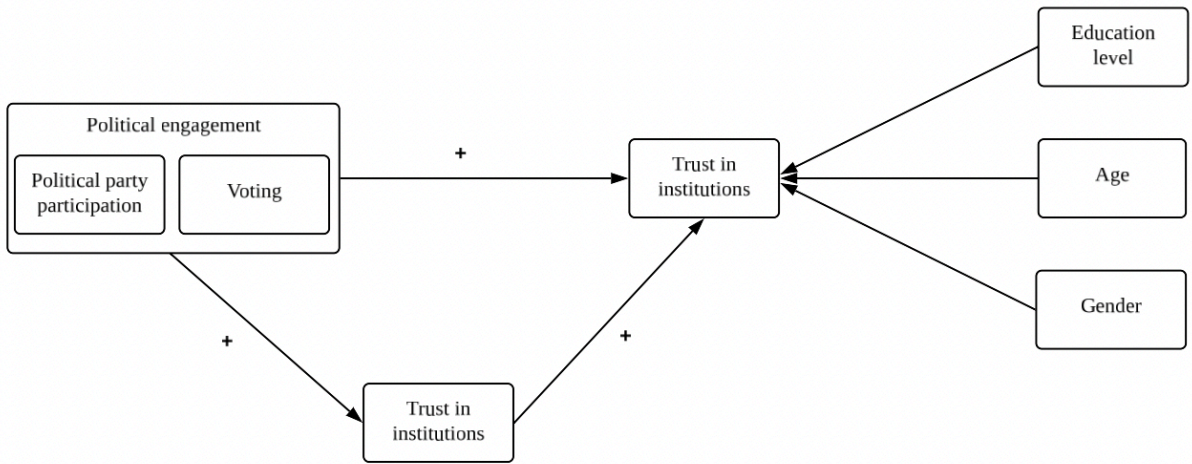 Education
level
Political engagement
Political party
participation
Voting
+
Trust in
institutions
Age
Gender
+
+
Trust in
institutions